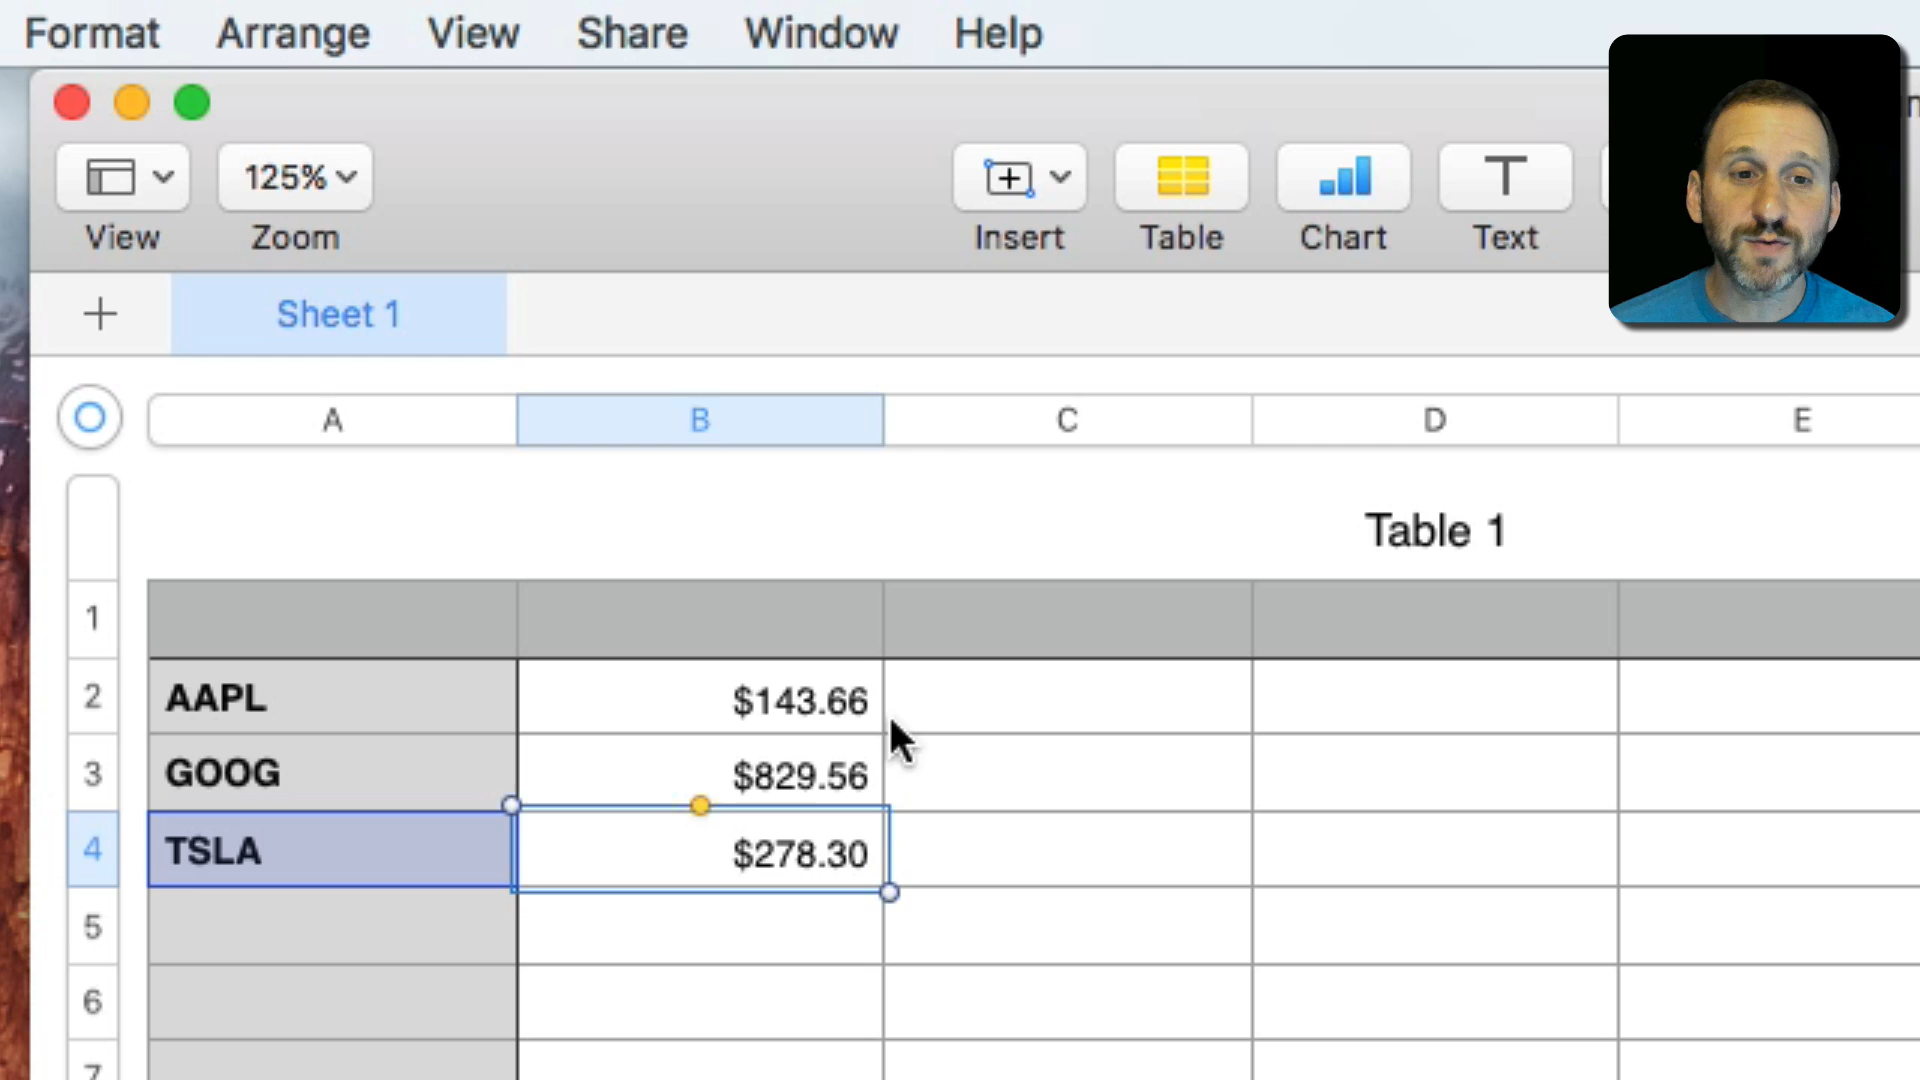 Format Arrange View Share Window Help
125%
View Zoom Insert Table Chart Text
Sheet 1
A B C D E
Table 1
1
2 AAPL $143.66
3 GOOG $829.56
4 TSLA $278.30
5
6
7